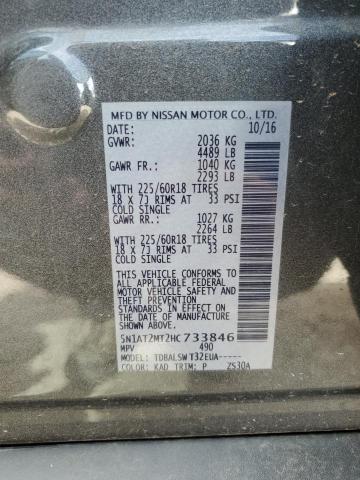 MFD BY NISSAN MOTOR CO., LTD.
DATE: 10/16
GVWR: 2036 KG
4489 LB
GAWR FR.: 1040 KG
2293 LB
WITH 225/60R18 TIRES
18 X 7J RIMS AT 33 PSI
COLD SINGLE
GAWR RR.: 1027 KG
2264 LB
WITH 225/60R18 TIRES
18 X 7J RIMS AT 33 PSI
COLD SINGLE
THIS VEHICLE CONFORMS TO
ALL APPLICABLE FEDERAL
MOTOR VEHICLE SAFETY AND
THEFT PREVENTION
STANDARDS IN EFFECT ON
THE DATE OF MANUFACTURE
SHOWN ABOVE.
5N1AT2MT2HC733846
MPV 490
MODEL: TDBALSWT32EUA-----
COLOR: KAD TRIM: P ZS30A